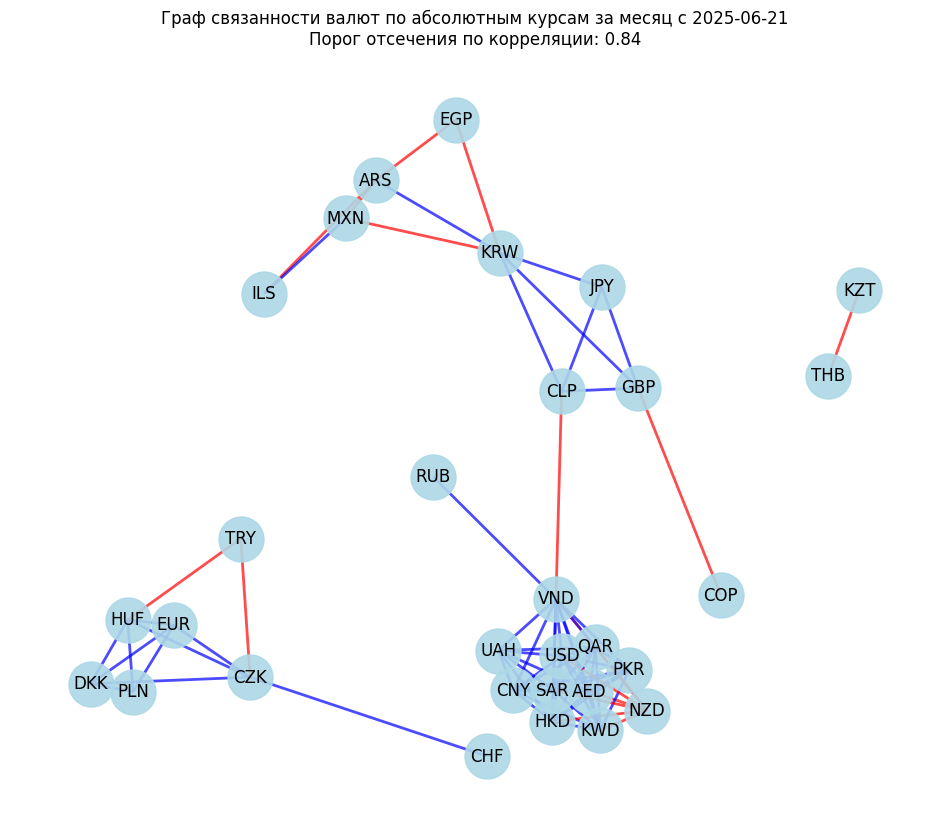 Граф связанности валют по абсолютным курсам за месяц с 2025-06-21
Порог отсечения по корреляции: 0.84
EGP
ARS
MXN
KRW
JPY
KZT
ILS
THB
CLP
GBP
RUB
TRY
VND
COP
HUF
EUR
QAR
UAH
USD
PKR
CZK
DKK
PLN
CNY
SAR
AED
NZD
HKD
KWD
CHF